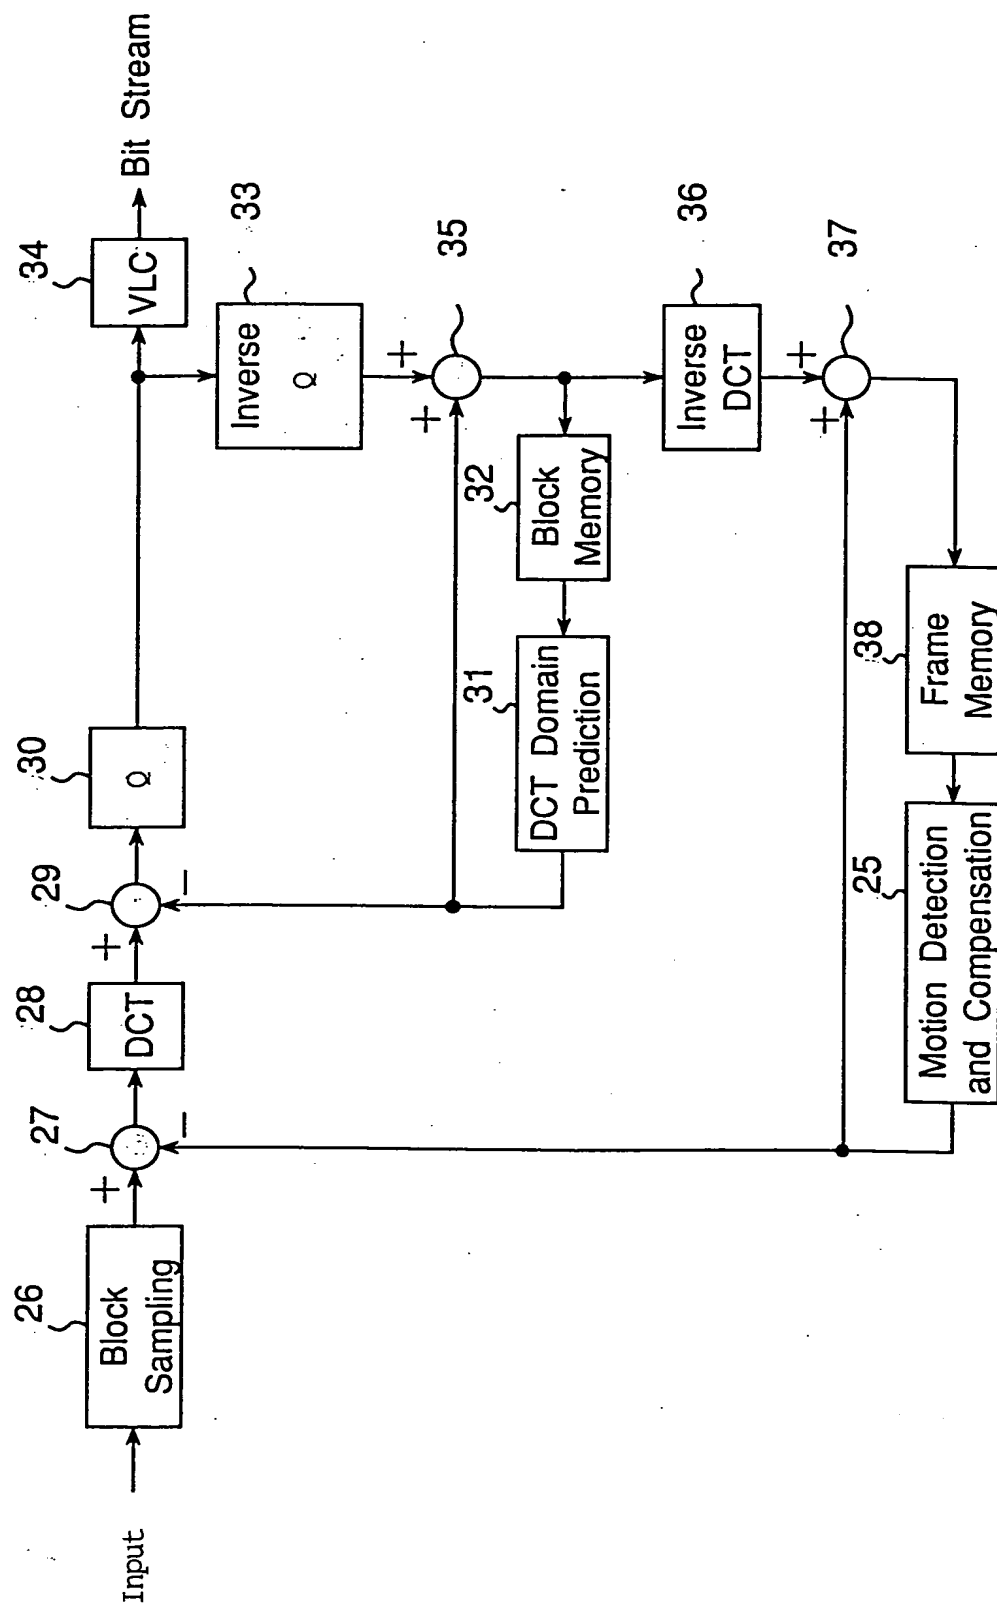 Input
26
Block
Sampling
+
27
−
28
DCT
+
29
−
30
Q
34
VLC
Bit Stream
33
Inverse
Q
+
+
35
32
Block
Memory
31
DCT Domain
Prediction
36
Inverse
DCT
+
+
37
38
Frame
Memory
25
Motion Detection
and Compensation